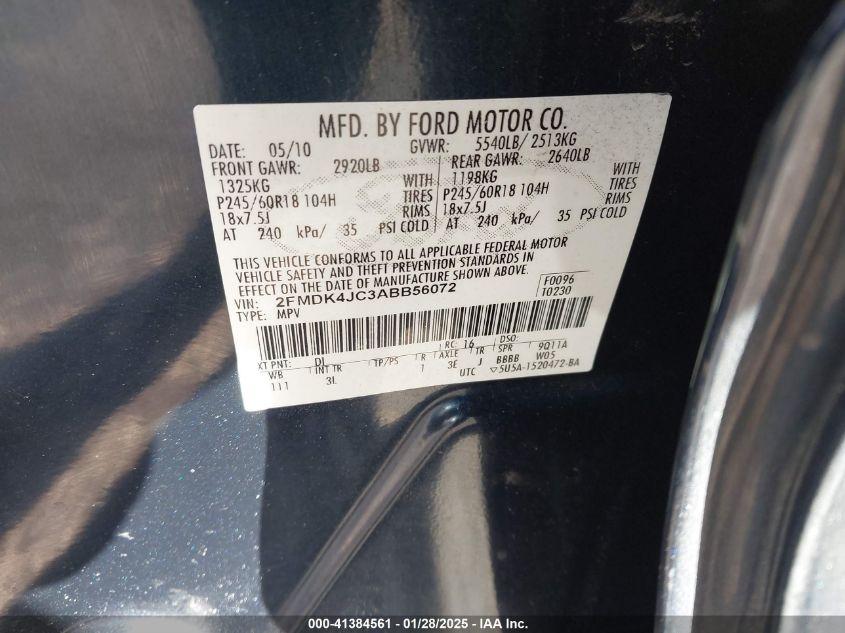 MFD. BY FORD MOTOR CO.
DATE: 05/10 GVWR: 5540LB/ 2513KG
FRONT GAWR: 2920LB REAR GAWR: 2640LB
1325KG WITH 1198KG WITH
P245/60R18 104H TIRES P245/60R18 104H TIRES
18x7.5J RIMS 18x7.5J RIMS
AT 240 kPa/ 35 PSI COLD AT 240 kPa/ 35 PSI COLD
THIS VEHICLE CONFORMS TO ALL APPLICABLE FEDERAL MOTOR
VEHICLE SAFETY AND THEFT PREVENTION STANDARDS IN
EFFECT ON THE DATE OF MANUFACTURE SHOWN ABOVE.
VIN: 2FMDK4JC3ABB56072 F0096
TYPE: MPV T0230
EXT PNT: DL RC: 16 DSO:
WB INT TR TP/PS R AXLE TR SPR 9Q11A
111 3L 1 3E J BBBB W05
UTC ▽5U5A-1520472-BA
000-41384561 | 01/28/2025 | IAA Inc.